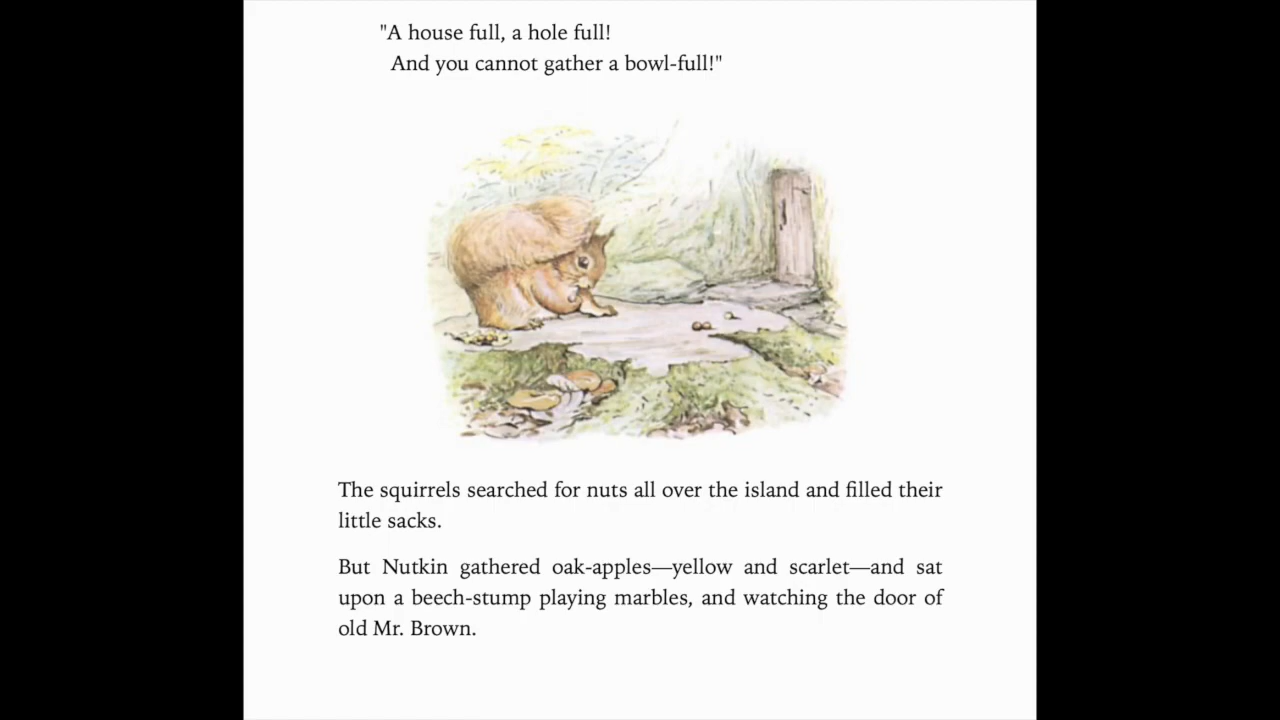 "A house full, a hole full!
And you cannot gather a bowl-full!"
The squirrels searched for nuts all over the island and filled their
little sacks.
But Nutkin gathered oak-apples—yellow and scarlet—and sat
upon a beech-stump playing marbles, and watching the door of
old Mr. Brown.